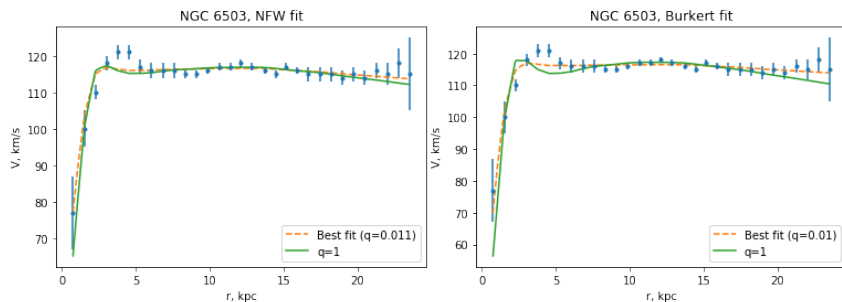 NGC 6503, NFW fit
V, km/s
120
110
100
90
80
70
0
5
10
15
20
r, kpc
Best fit (q=0.011)
q=1
NGC 6503, Burkert fit
V, km/s
120
110
100
90
80
70
60
0
5
10
15
20
r, kpc
Best fit (q=0.01)
q=1